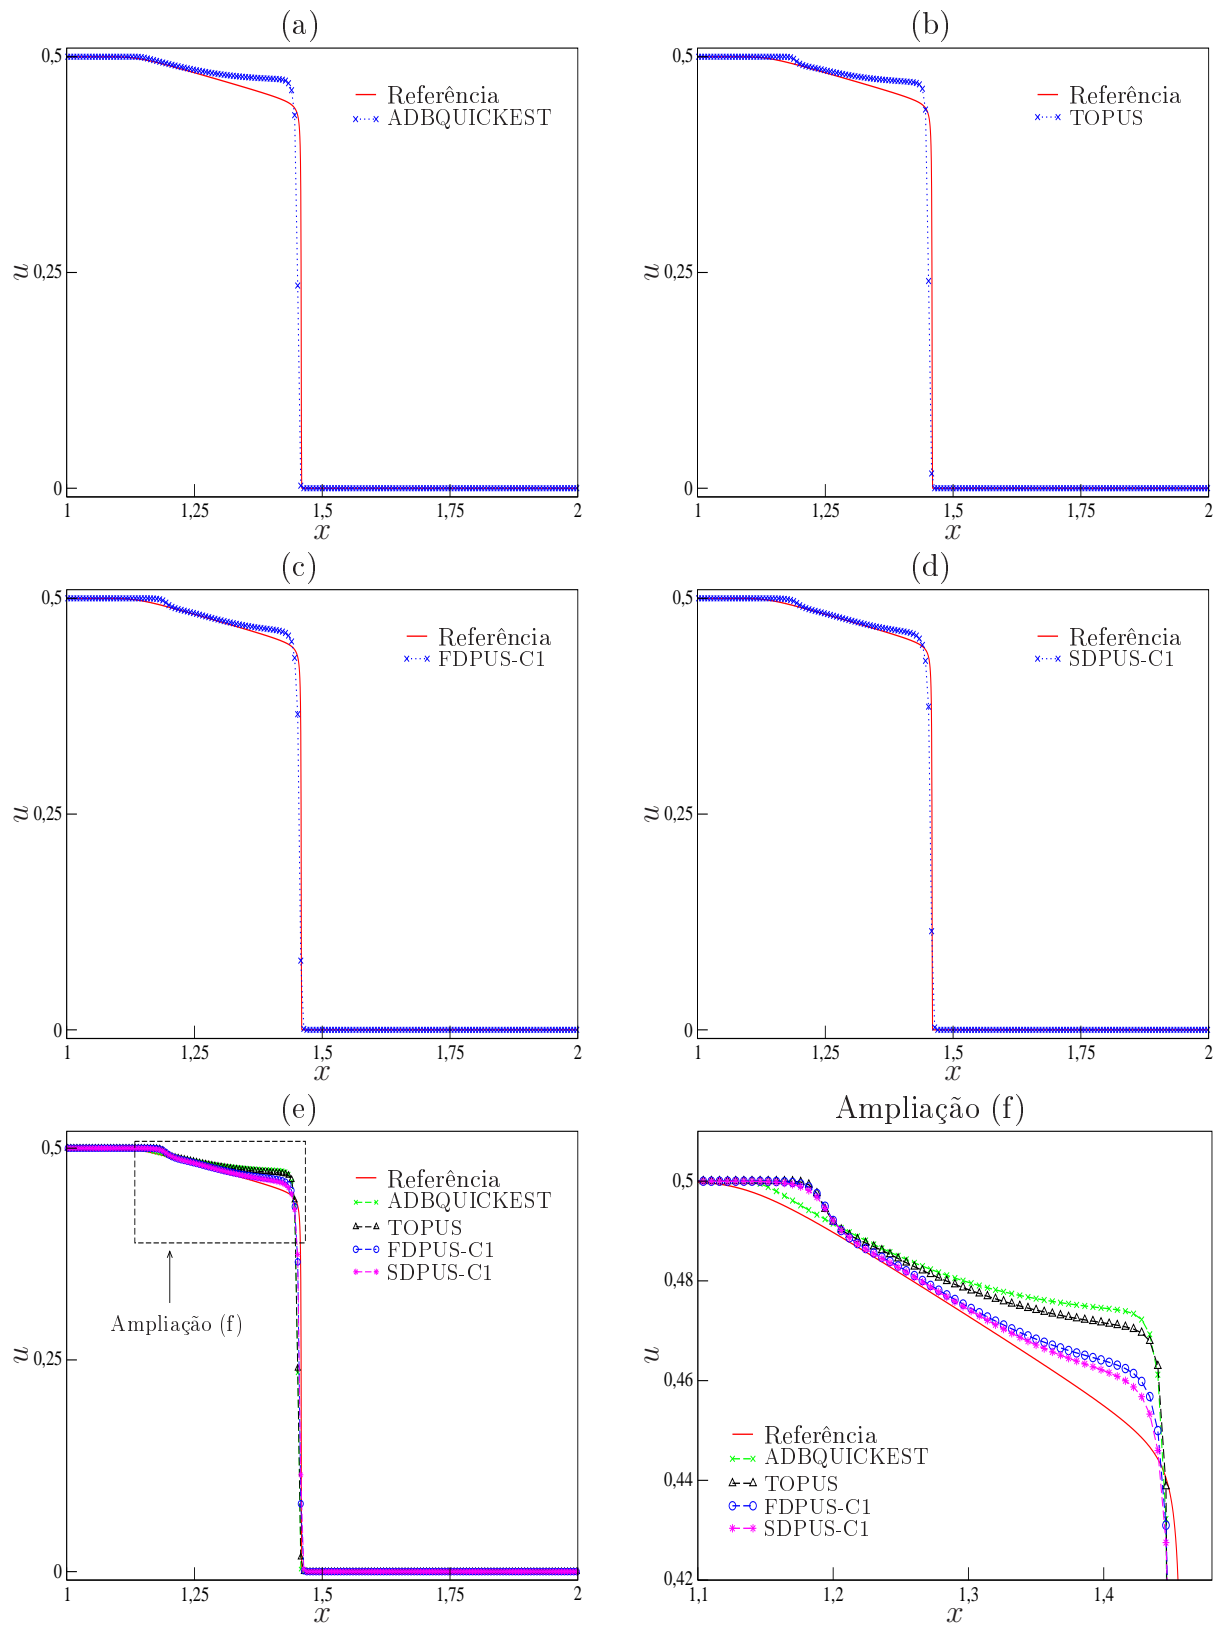 (a)
0,5
0,25
0
u
Referência
ADBQUICKEST
1
1,25
1,5
1,75
2
x
(b)
0,5
0,25
0
u
Referência
TOPUS
1
1,25
1,5
1,75
2
x
(c)
0,5
0,25
0
u
Referência
FDPUS-C1
1
1,25
1,5
1,75
2
x
(d)
0,5
0,25
0
u
Referência
SDPUS-C1
1
1,25
1,5
1,75
2
x
(e)
0,5
0,25
0
u
Referência
ADBQUICKEST
TOPUS
FDPUS-C1
SDPUS-C1
Ampliação (f)
1
1,25
1,5
1,75
2
x
Ampliação (f)
0,5
0,48
0,46
0,44
0,42
u
Referência
ADBQUICKEST
TOPUS
FDPUS-C1
SDPUS-C1
1,1
1,2
1,3
1,4
x